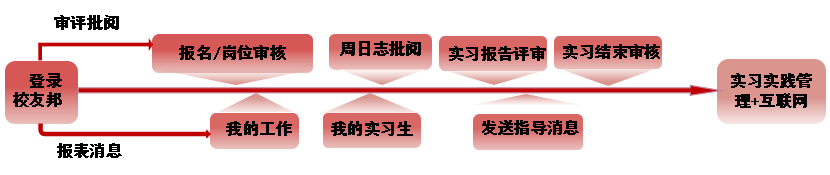 审评批阅
报名/岗位审核
周日志批阅
实习报告评审
实习结束审核
登录
校友邦
实习实践管
理+互联网
我的工作
我的实习生
发送指导消息
报表消息